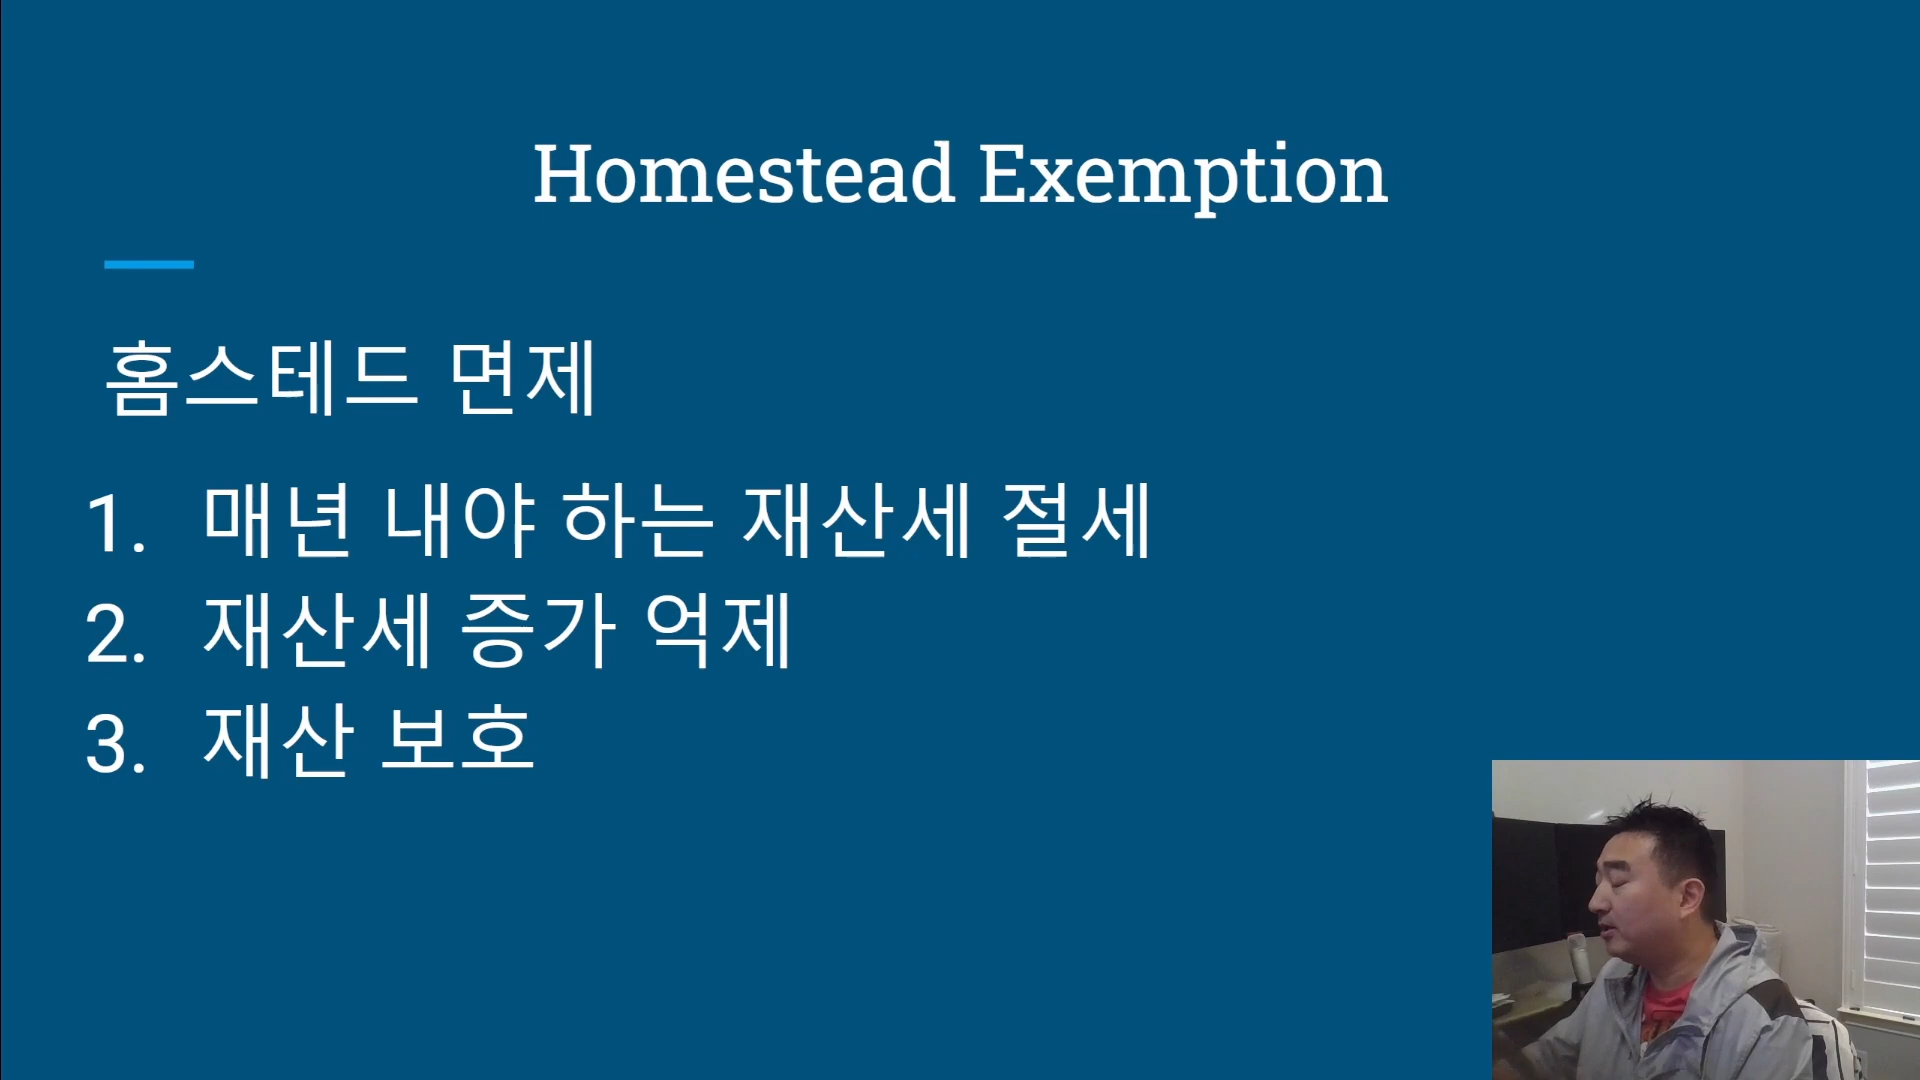 Homestead Exemption
홈스테드 면제
1. 매년 내야 하는 재산세 절세
2. 재산세 증가 억제
3. 재산 보호